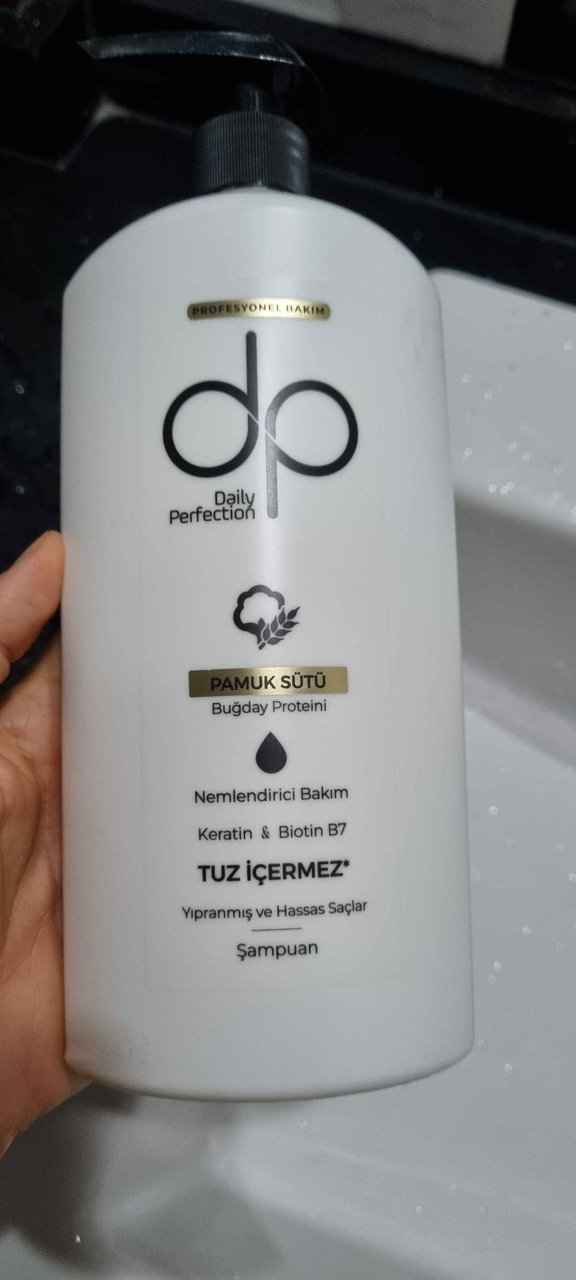 PROFESYONEL BAKIM
dp
Daily
Perfection
PAMUK SÜTÜ
Buğday Proteini
Nemlendirici Bakım
Keratin & Biotin B7
TUZ İÇERMEZ*
Yıpranmış ve Hassas Saçlar
Şampuan